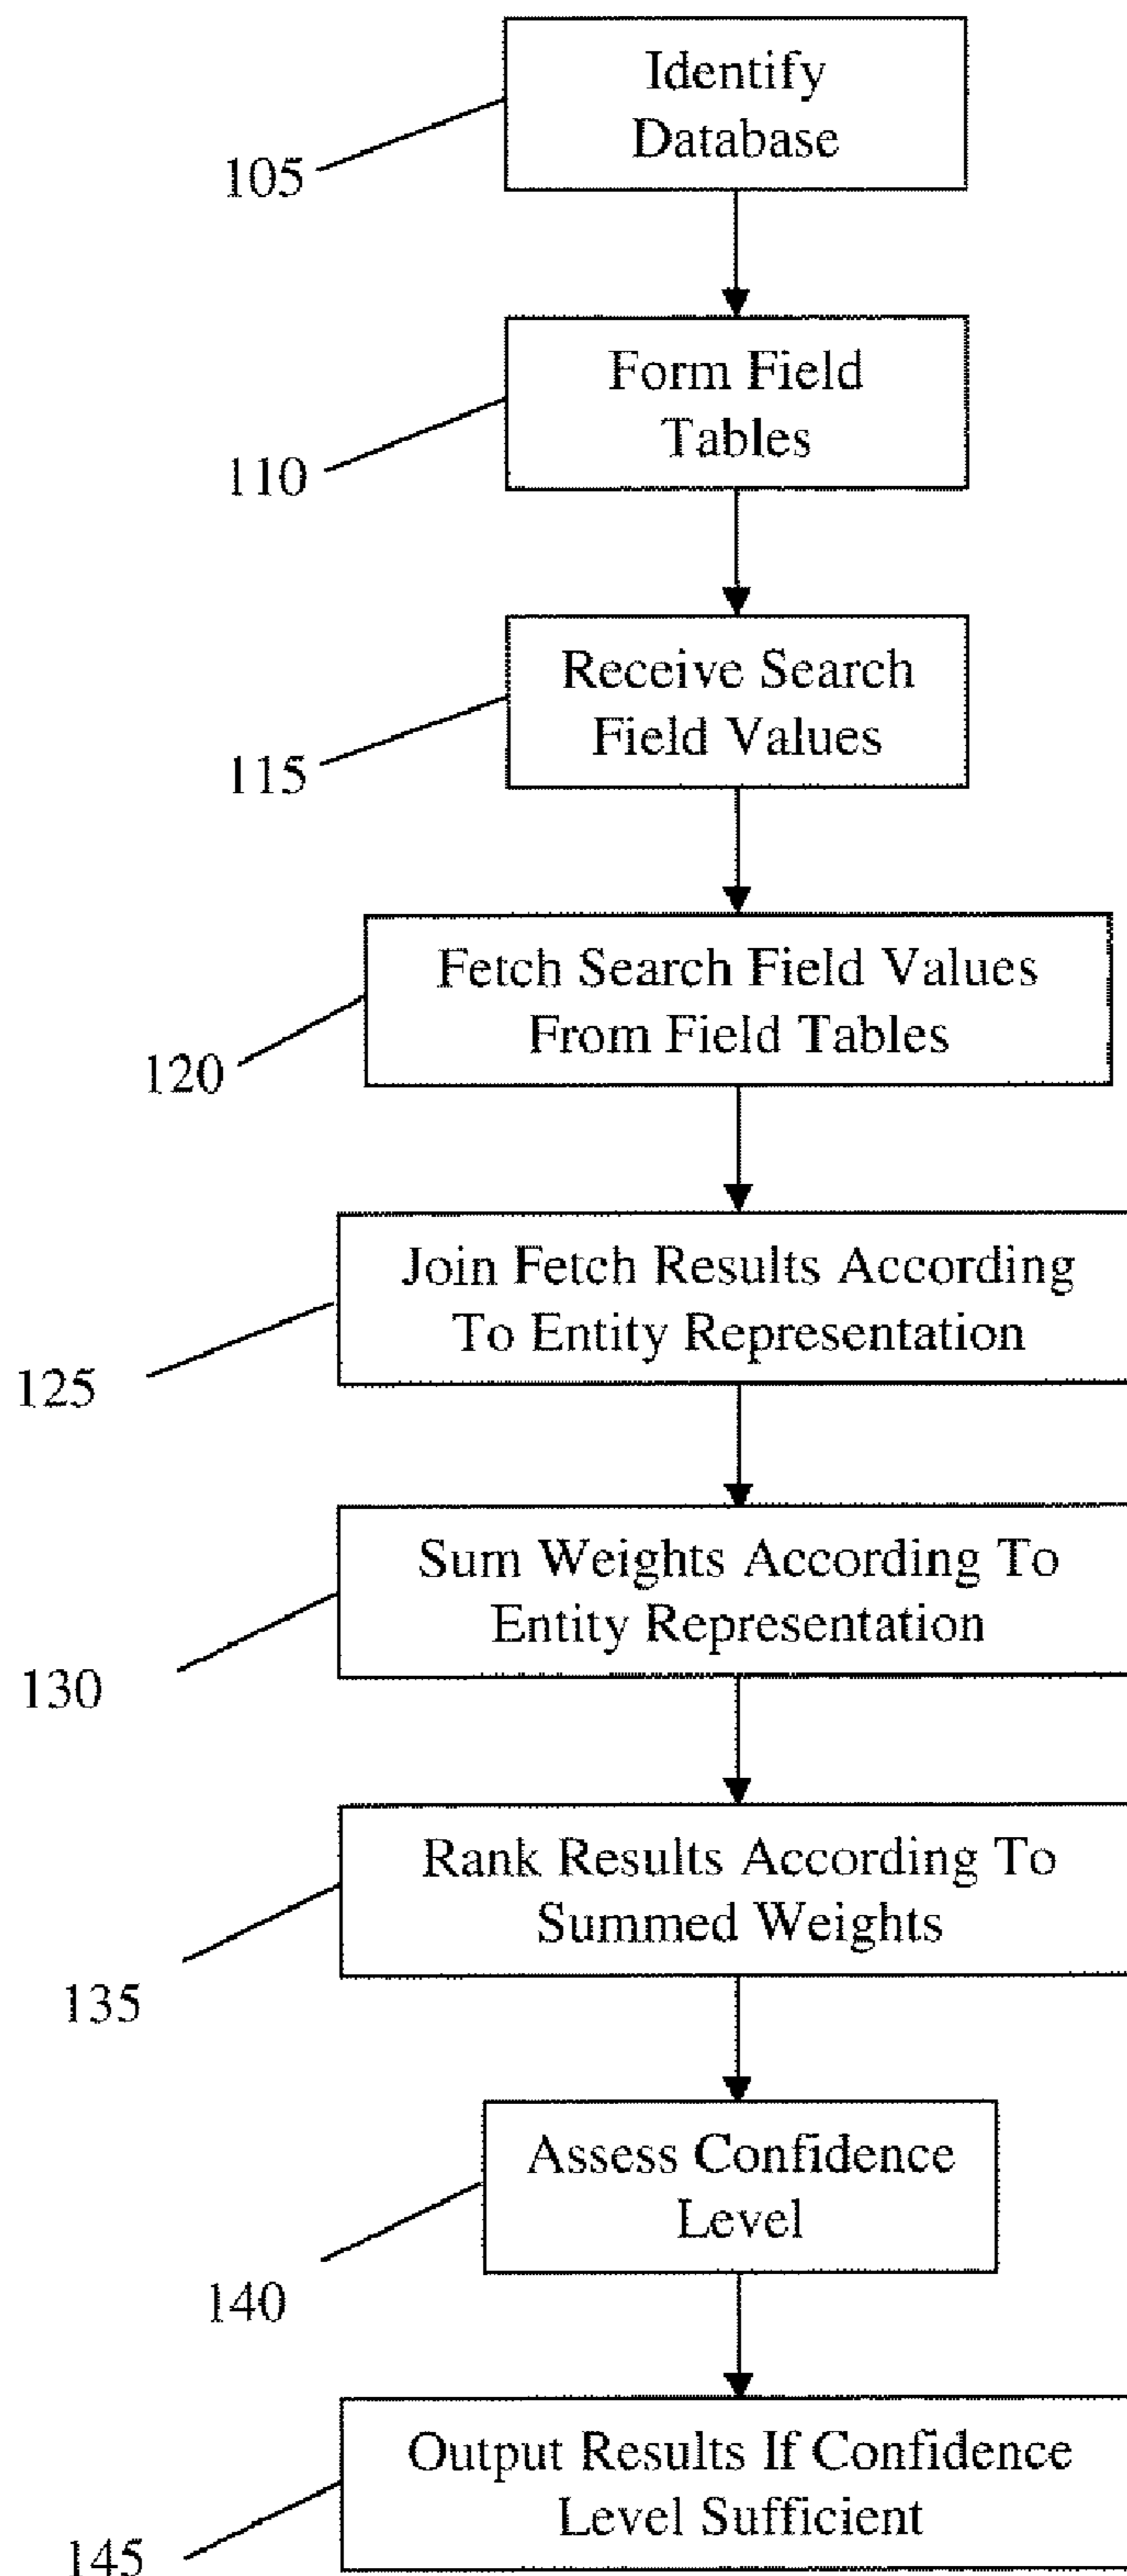 Identify
Database
105
Form Field
Tables
110
Receive Search
Field Values
115
Fetch Search Field Values
From Field Tables
120
Join Fetch Results According
To Entity Representation
125
Sum Weights According To
Entity Representation
130
Rank Results According To
Summed Weights
135
Assess Confidence
Level
140
Output Results If Confidence
Level Sufficient
145